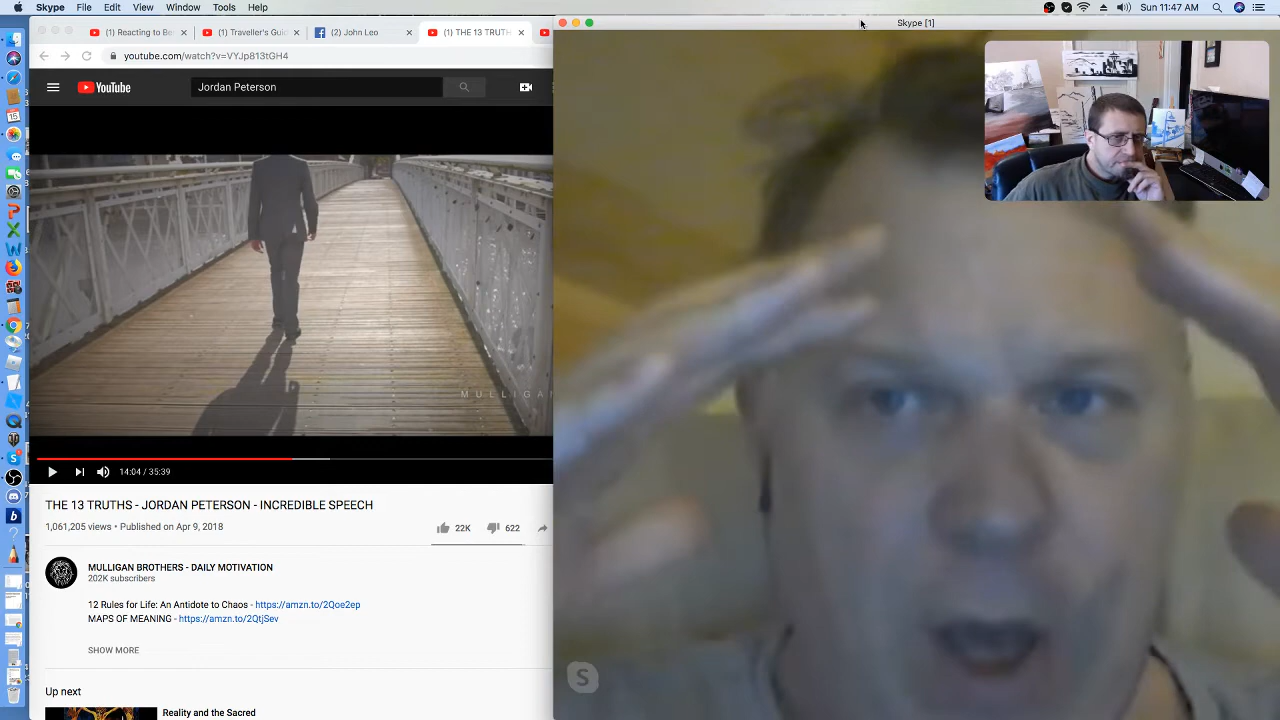 Skype File Edit View Window Tools Help
Sun 11:47 AM
(1) Reacting to Be
(1) Traveller's Gui
(2) John Leo
(1) THE 13 TRUTH
Skype [1]
youtube.com/watch?v=VYJp813tGH4
YouTube
Jordan Peterson
MULLIGAN
14:04 / 35:39
THE 13 TRUTHS - JORDAN PETERSON - INCREDIBLE SPEECH
1,061,205 views • Published on Apr 9, 2018
22K
622
MULLIGAN BROTHERS - DAILY MOTIVATION
202K subscribers
12 Rules for Life: An Antidote to Chaos - https://amzn.to/2Qoe2ep
MAPS OF MEANING - https://amzn.to/2QtjSev
SHOW MORE
Up next
Reality and the Sacred